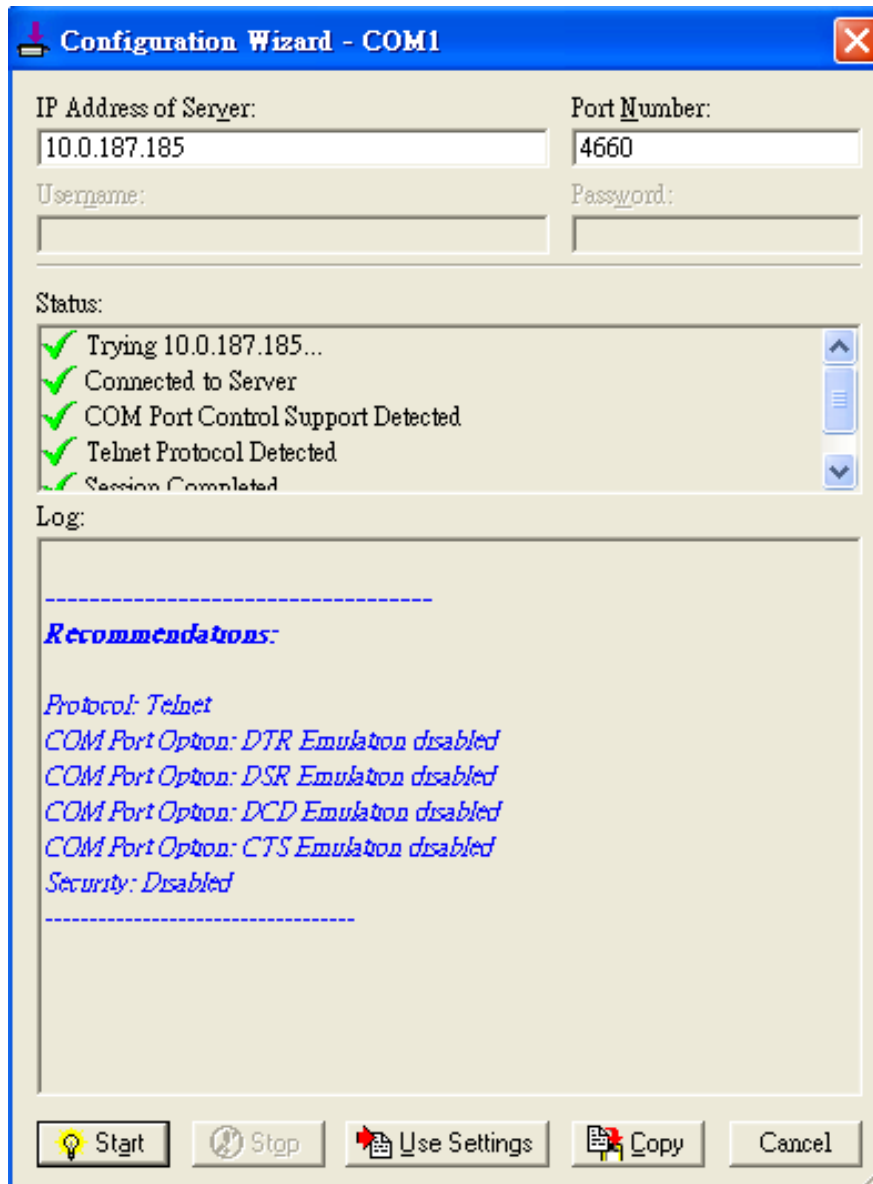 Configuration Wizard - COM1
IP Address of Server: Port Number:
10.0.187.185 4660
Username: Password:
Status:
Trying 10.0.187.185...
Connected to Server
COM Port Control Support Detected
Telnet Protocol Detected
Session Completed
Log:
-----------------------------------
Recommendations:
Protocol: Telnet
COM Port Option: DTR Emulation disabled
COM Port Option: DSR Emulation disabled
COM Port Option: DCD Emulation disabled
COM Port Option: CTS Emulation disabled
Security: Disabled
-----------------------------------
Start Stop Use Settings Copy Cancel